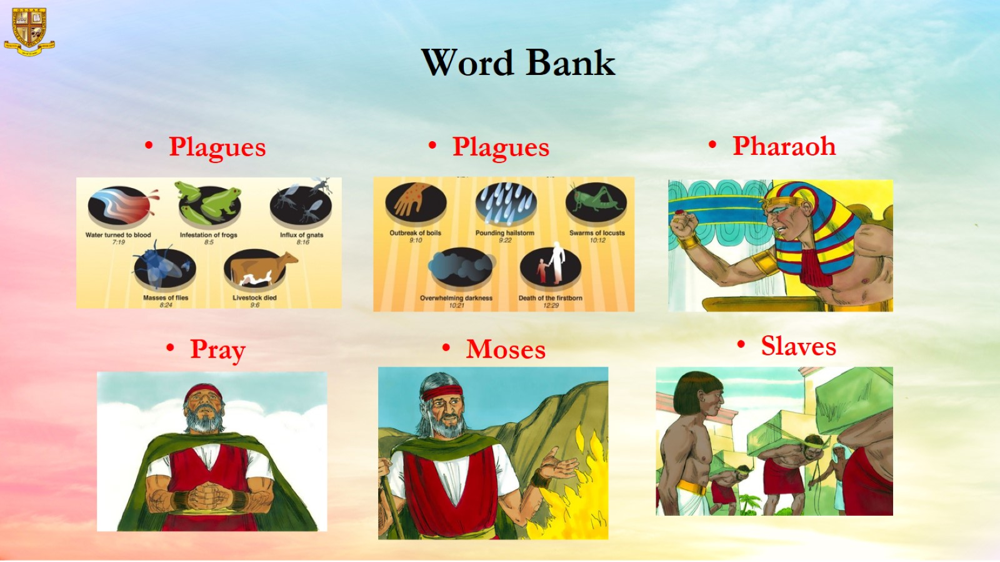 Word Bank
• Plagues
Water turned to blood
7:19
Infestation of frogs
8:5
Influx of gnats
8:16
Masses of flies
8:24
Livestock died
9:6
• Plagues
Outbreak of boils
9:10
Pounding hailstorm
9:22
Swarms of locusts
10:12
Overwhelming darkness
10:21
Death of the firstborn
12:29
• Pharaoh
• Pray
• Moses
• Slaves